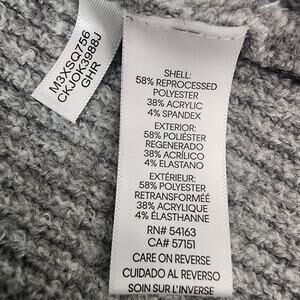 M3XSQ756
CKJOK3988J
GHR
SHELL:
58% REPROCESSED
POLYESTER
38% ACRYLIC
4% SPANDEX
EXTERIOR:
58% POLIÉSTER
REGENERADO
38% ACRÍLICO
4% ELASTANO
EXTÉRIEUR:
58% POLYESTER
RETRANSFORMÉ
38% ACRYLIQUE
4% ÉLASTHANNE
RN# 54163
CA# 57151
CARE ON REVERSE
CUIDADO AL REVERSO
SOIN SUR L'INVERSE